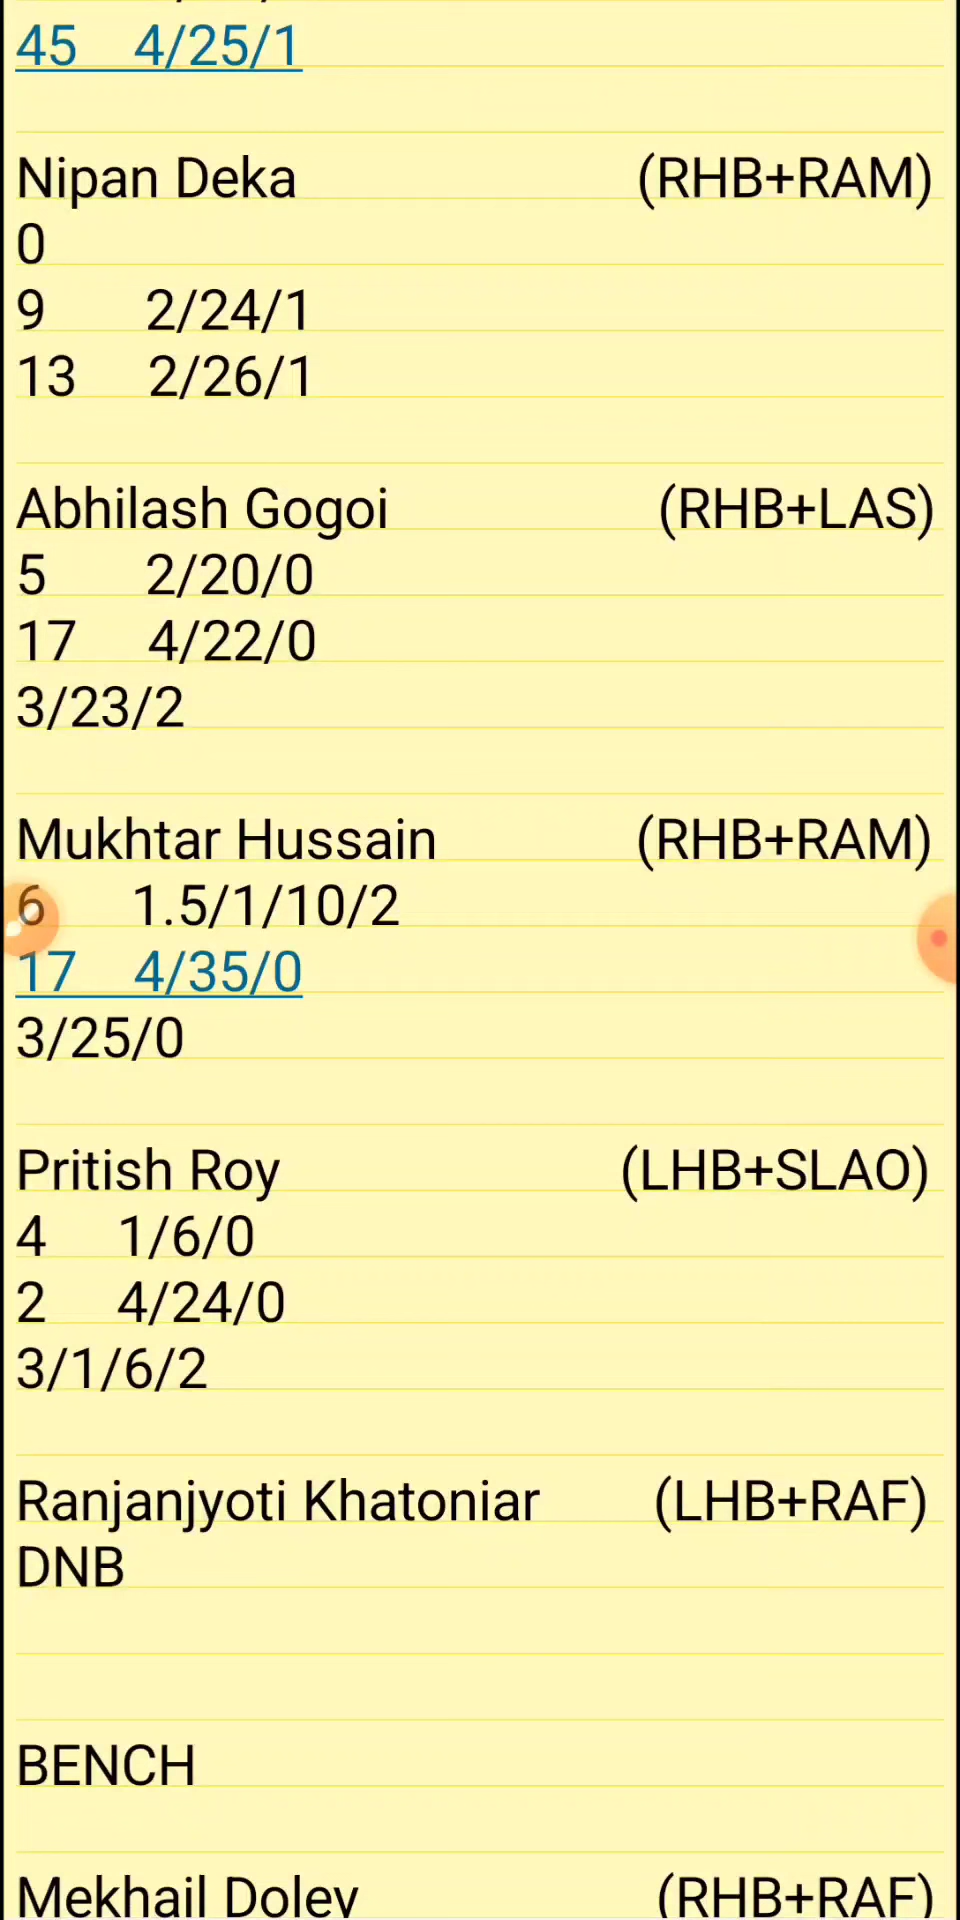 45 4/25/1
Nipan Deka (RHB+RAM)
0
9 2/24/1
13 2/26/1
Abhilash Gogoi (RHB+LAS)
5 2/20/0
17 4/22/0
3/23/2
Mukhtar Hussain (RHB+RAM)
6 1.5/1/10/2
17 4/35/0
3/25/0
Pritish Roy (LHB+SLAO)
4 1/6/0
2 4/24/0
3/1/6/2
Ranjanjyoti Khatoniar (LHB+RAF)
DNB
BENCH
Mekhail Doley (RHB+RAF)